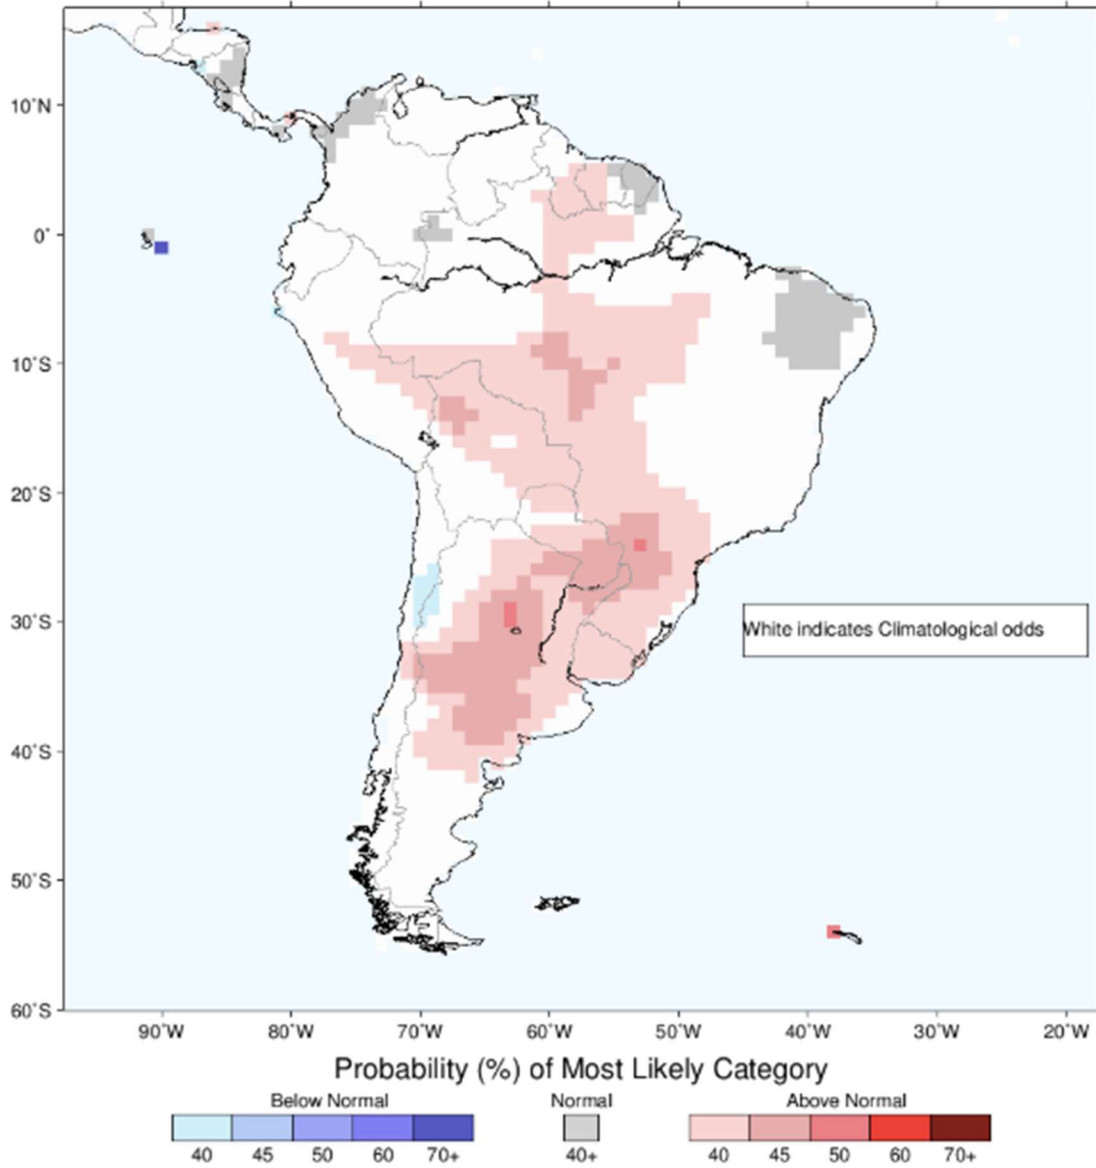 10˚N
0˚
10˚S
20˚S
30˚S
White indicates Climatological odds
40˚S
50˚S
60˚S
90˚W 80˚W 70˚W 60˚W 50˚W 40˚W 30˚W 20˚W
Probability (%) of Most Likely Category
Below Normal Normal Above Normal
40 45 50 60 70+ 40+ 40 45 50 60 70+